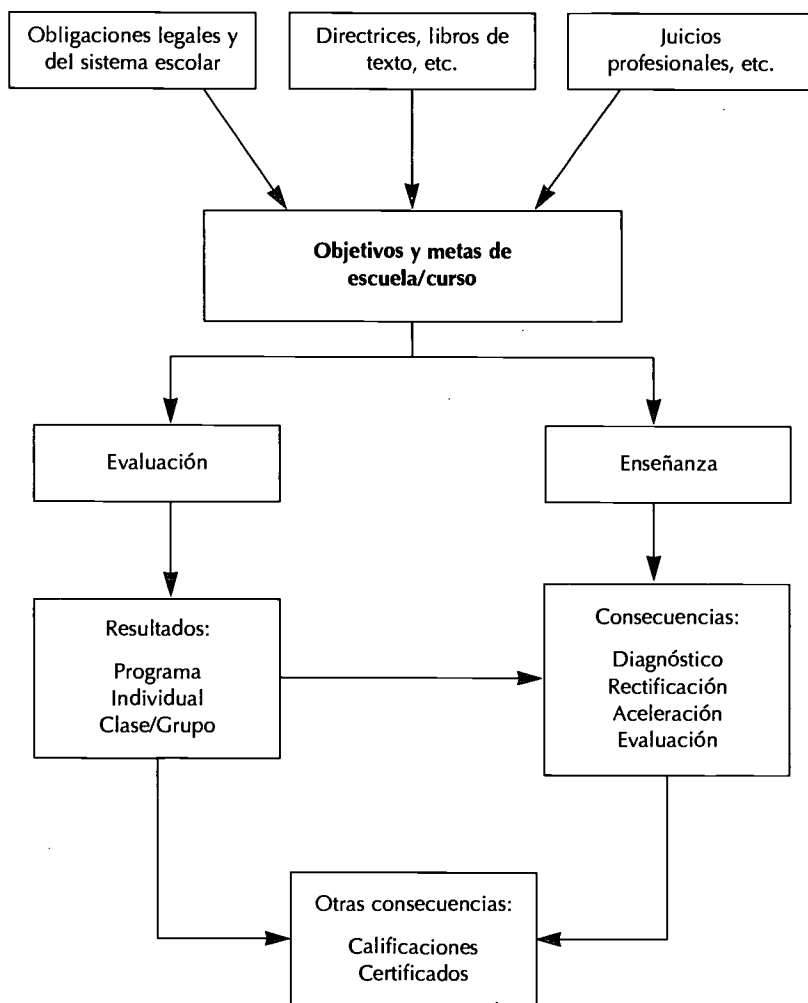 Obligaciones legales y
del sistema escolar
Directrices, libros de
texto, etc.
Juicios
profesionales, etc.
Objetivos y metas de
escuela/curso
Evaluación
Enseñanza
Resultados:
Programa
Individual
Clase/Grupo
Consecuencias:
Diagnóstico
Rectificación
Aceleración
Evaluación
Otras consecuencias:
Calificaciones
Certificados